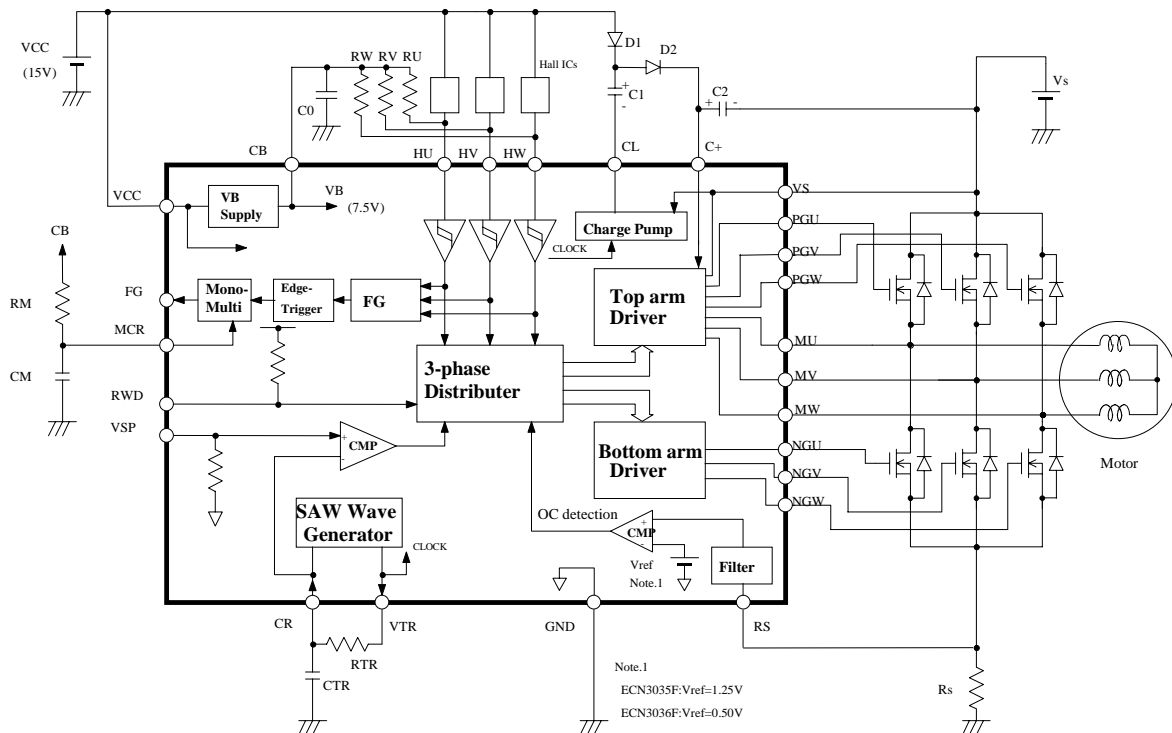 VCC
(15V)
RW
RV
RU
Hall ICs
D1
D2
C0
+
-
C1
+
C2
-
Vs
CB
HU
HV
HW
CL
C+
VCC
VB
Supply
VB
(7.5V)
CLOCK
Charge Pump
VS
PGU
PGV
PGW
CB
RM
FG
Mono-
Multi
Edge-
Trigger
FG
Top arm
Driver
MCR
MU
CM
3-phase
Distributer
MV
RWD
MW
VSP
+
-
CMP
NGU
Bottom arm
Driver
NGV
NGW
Motor
SAW Wave
Generator
OC detection
+
-
CMP
CLOCK
Vref
Note.1
Filter
CR
VTR
GND
RS
RTR
CTR
Note.1
ECN3035F:Vref=1.25V
ECN3036F:Vref=0.50V
Rs